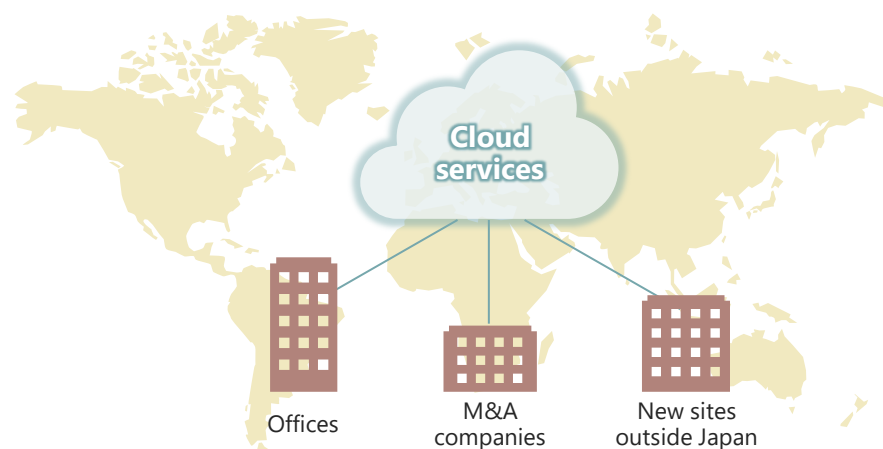 Cloud
services
Offices
M&A
companies
New sites
outside Japan